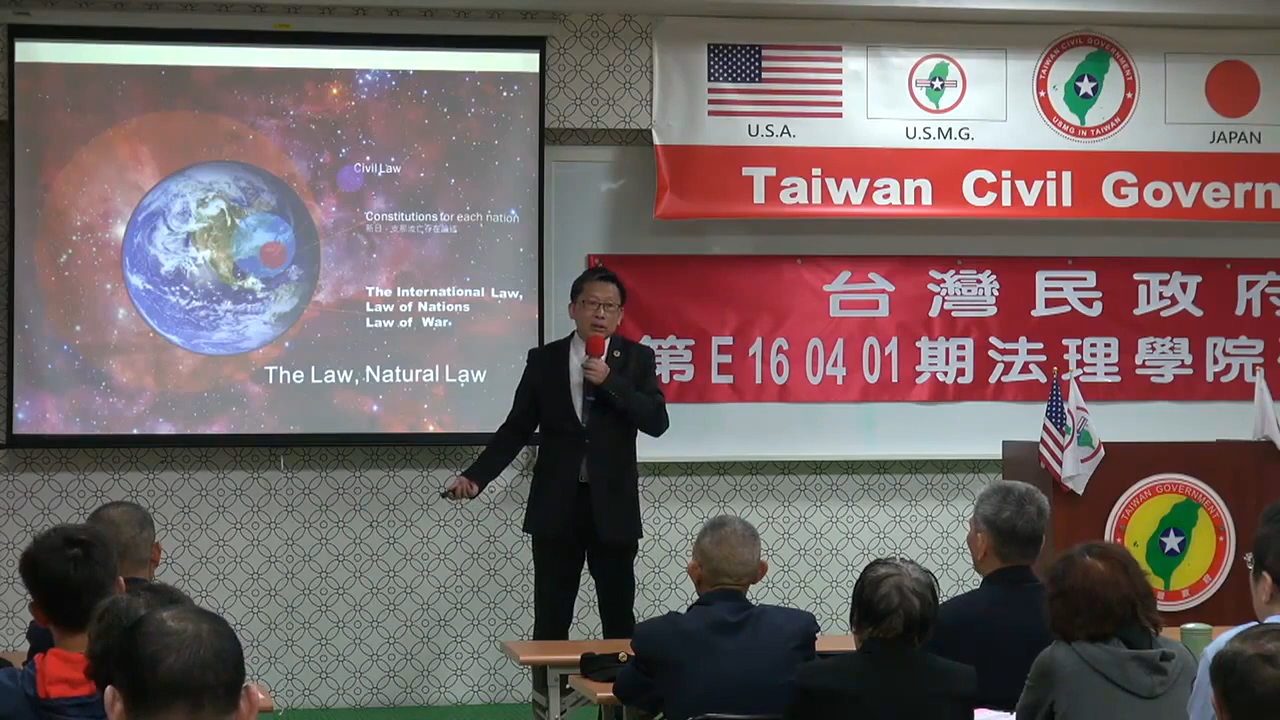 Civil Law
Constitutions for each nation
The International Law,
Law of Nations
Law of War.
The Law, Natural Law
U.S.A.
U.S.M.G.
TAIWAN CIVIL GOVERNMENT
USMG IN TAIWAN
JAPAN
Taiwan Civil Governm
台灣民政府
第E 16 04 01期法理學院
TAIWAN GOVERNMENT